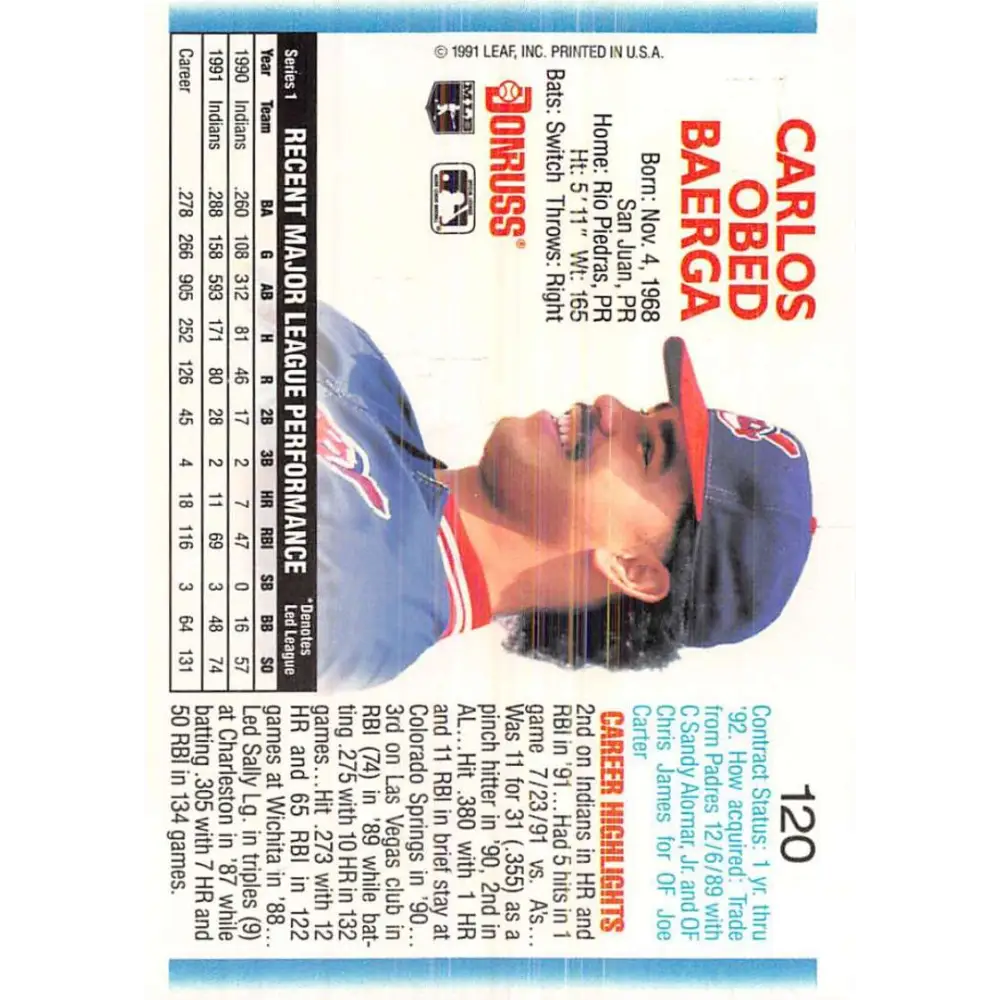 CARLOS
OBED
BAERGA
Born: Nov. 4, 1968
San Juan, PR
Home: Rio Piedras, PR
Ht: 5'11" Wt: 165
Bats: Switch Throws: Right
DONRUSS®
MLB
© 1991 LEAF, INC. PRINTED IN U.S.A.
120
Contract Status: 1 yr. thru
'92. How acquired: Trade
from Padres 12/6/89 with
C Sandy Alomar, Jr. and OF
Chris James for OF Joe
Carter
CAREER HIGHLIGHTS
2nd on Indians in HR and
RBI in '91...Had 5 hits in 1
game 7/23/91 vs. A's...
Was 11 for 31 (.355) as a
pinch hitter in '90, 2nd in
AL...Hit .380 with 1 HR
and 11 RBI in brief stay at
Colorado Springs in '90...
3rd on Las Vegas club in
RBI (74) in '89 while bat-
ting .275 with 10 HR in 132
games...Hit .273 with 12
HR and 65 RBI in 122
games at Wichita in '88...
Led Sally Lg. in triples (9)
at Charleston in '87 while
batting .305 with 7 HR and
50 RBI in 134 games.
Series 1 RECENT MAJOR LEAGUE PERFORMANCE *Denotes
Led League
Year Team BA G AB H R 2B 3B HR RBI SB BB SO
1990 Indians .260 108 312 81 46 17 2 7 47 0 16 57
1991 Indians .288 158 593 171 80 28 2 11 69 3 48 74
Career .278 266 905 252 126 45 4 18 116 3 64 131